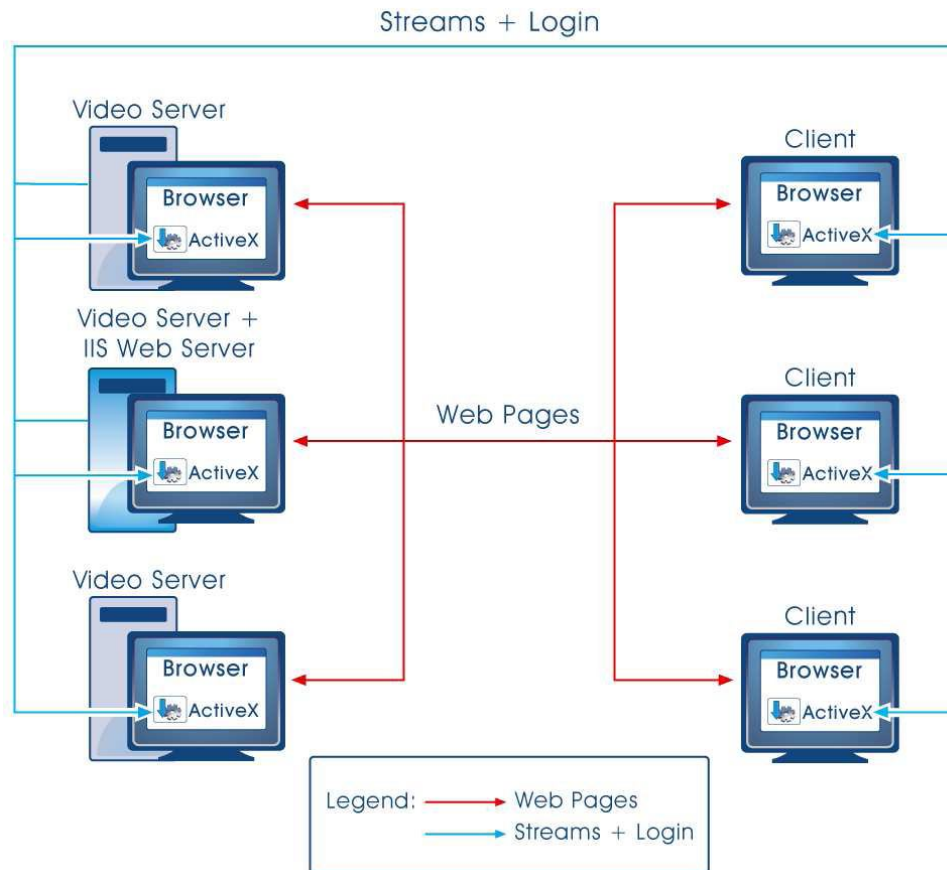 Streams + Login
Video Server
Browser
ActiveX
Client
Browser
ActiveX
Video Server +
IIS Web Server
Browser
ActiveX
Web Pages
Client
Browser
ActiveX
Video Server
Browser
ActiveX
Client
Browser
ActiveX
Legend:
Web Pages
Streams + Login